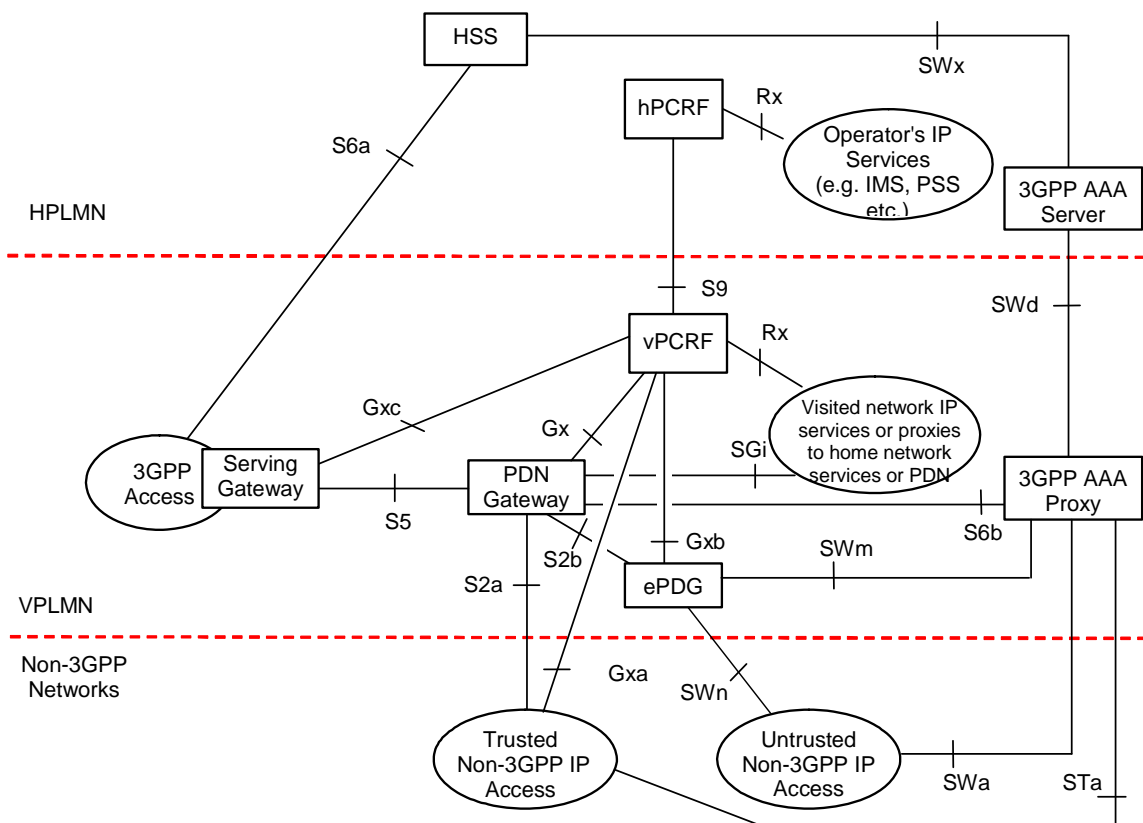 HSS
SWx
hPCRF
Rx
Operator's IP
Services
(e.g. IMS, PSS
etc.)
S6a
3GPP AAA
Server
HPLMN
S9
SWd
vPCRF
Rx
Gxc
Gx
Visited network IP
services or proxies
to home network
services or PDN
SGi
3GPP
Access
Serving
Gateway
PDN
Gateway
3GPP AAA
Proxy
S5
S6b
S2b
Gxb
SWm
S2a
ePDG
VPLMN
Non-3GPP
Networks
Gxa
SWn
Trusted
Non-3GPP IP
Access
Untrusted
Non-3GPP IP
Access
SWa
STa